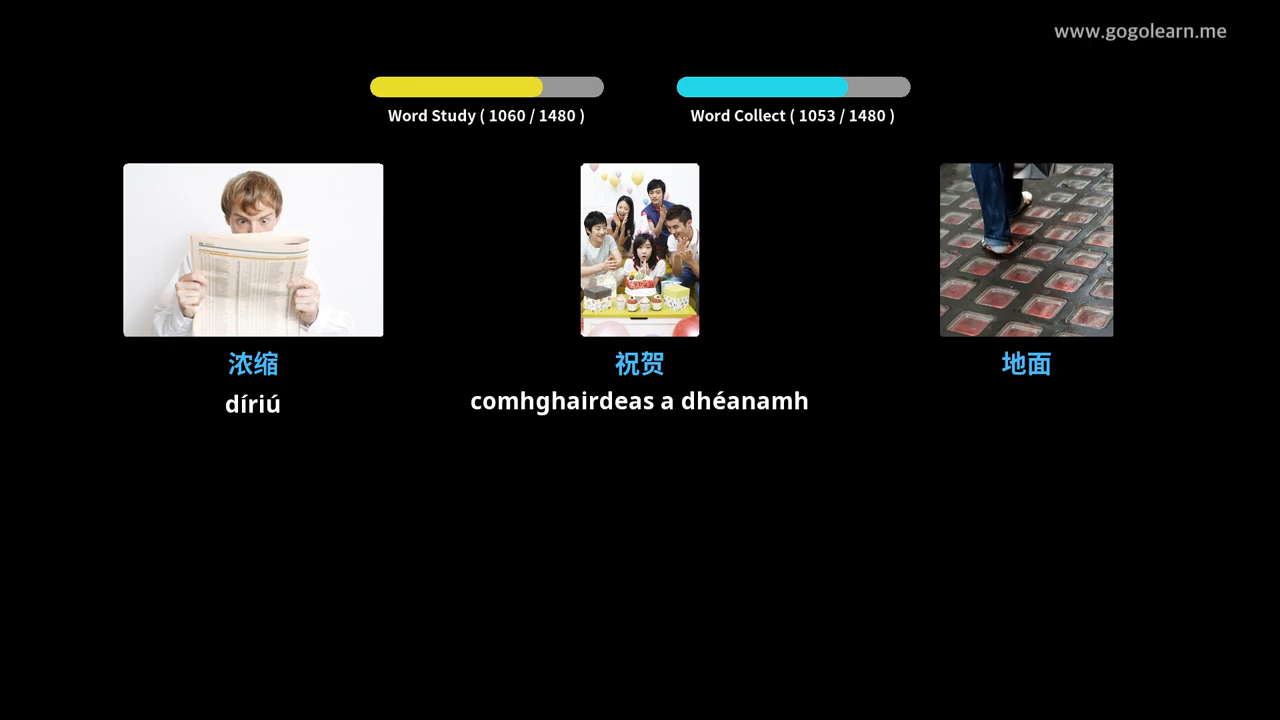 www.gogolearn.me
Word Study ( 1060 / 1480 )
Word Collect ( 1053 / 1480 )
浓缩
祝贺
地面
díriú
comhghairdeas a dhéanamh